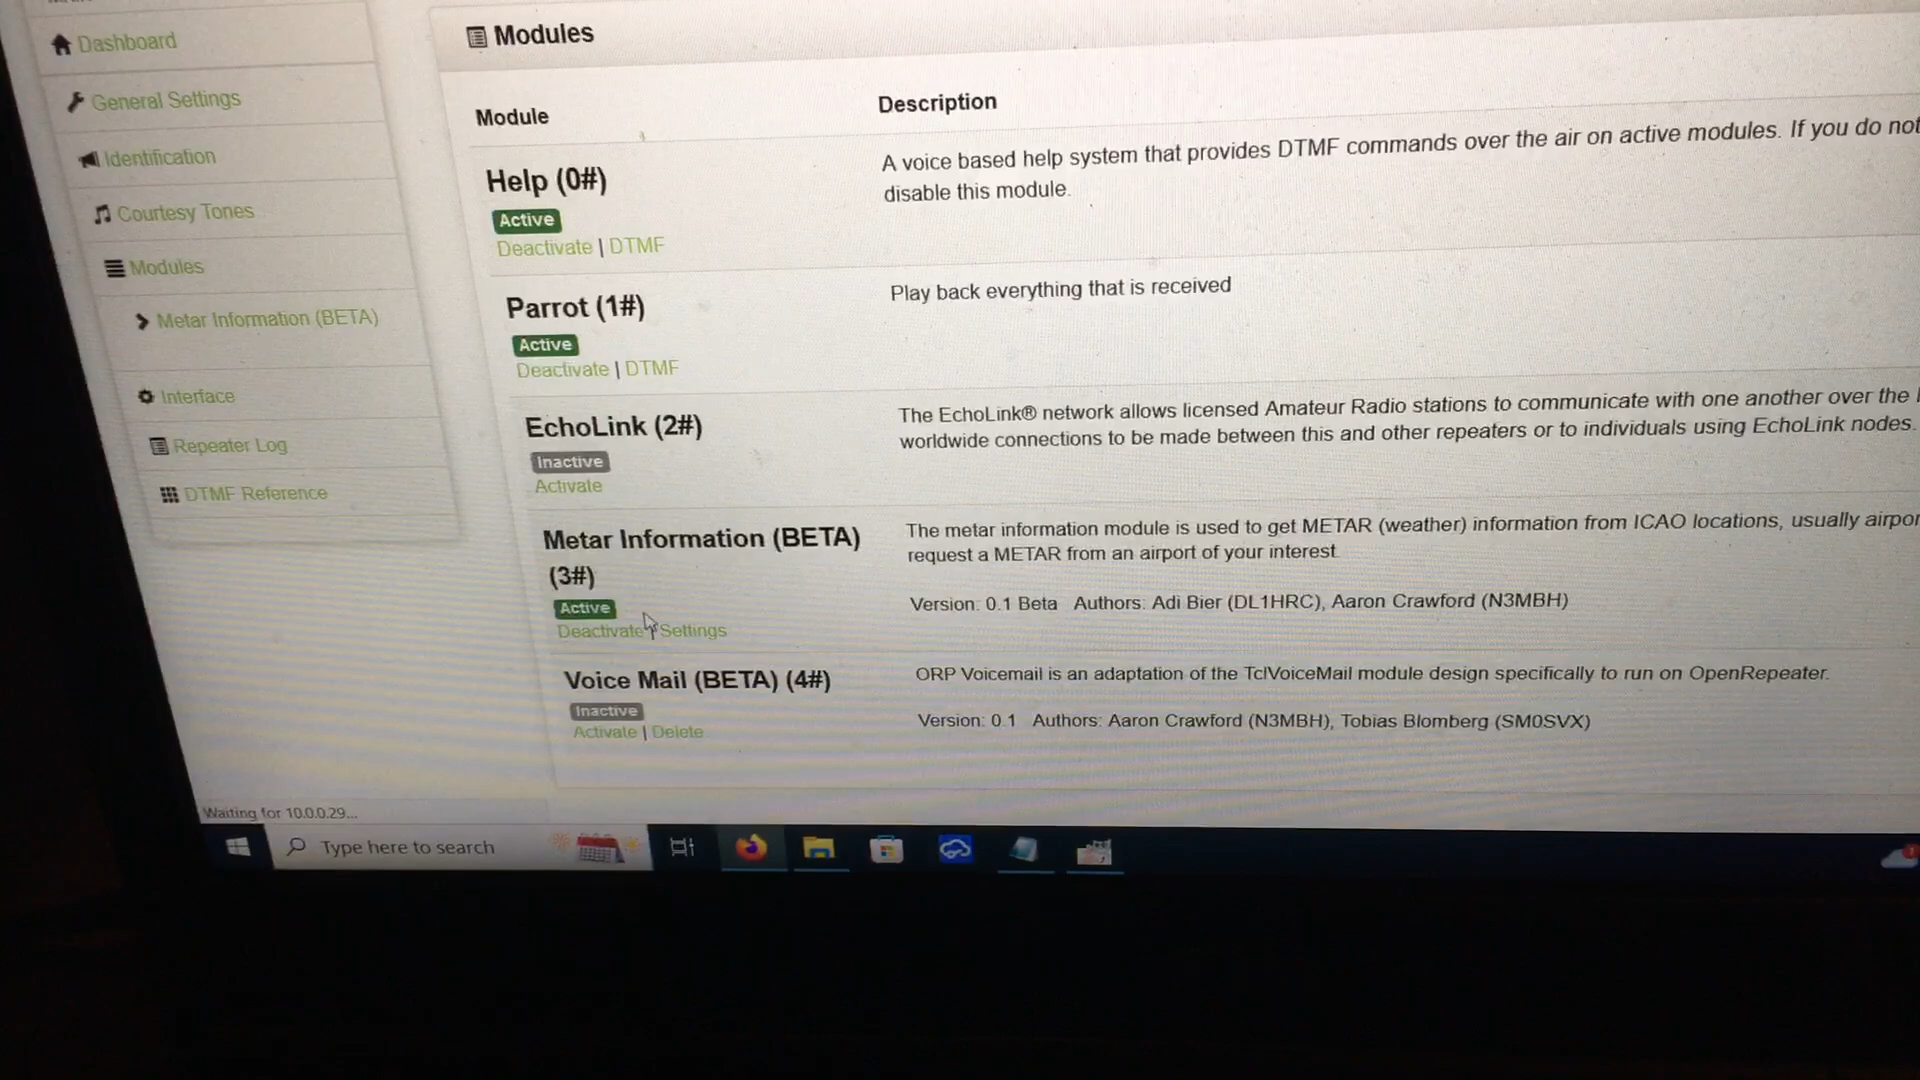 Dashboard
General Settings
Identification
Courtesy Tones
Modules
Metar Information (BETA)
Interface
Repeater Log
DTMF Reference
Modules
Module Description
Help (0#)
Active
Deactivate | DTMF
A voice based help system that provides DTMF commands over the air on active modules. If you do not
disable this module.
Parrot (1#)
Active
Deactivate | DTMF
Play back everything that is received
EchoLink (2#)
Inactive
Activate
The EchoLink® network allows licensed Amateur Radio stations to communicate with one another over the
worldwide connections to be made between this and other repeaters or to individuals using EchoLink nodes.
Metar Information (BETA)
(3#)
Active
Deactivate Settings
The metar information module is used to get METAR (weather) information from ICAO locations, usually airpor
request a METAR from an airport of your interest
Version: 0.1 Beta Authors: Adi Bier (DL1HRC), Aaron Crawford (N3MBH)
Voice Mail (BETA) (4#)
Inactive
Activate | Delete
ORP Voicemail is an adaptation of the TclVoiceMail module design specifically to run on OpenRepeater.
Version: 0.1 Authors: Aaron Crawford (N3MBH), Tobias Blomberg (SM0SVX)
Waiting for 10.0.0.29...
Type here to search